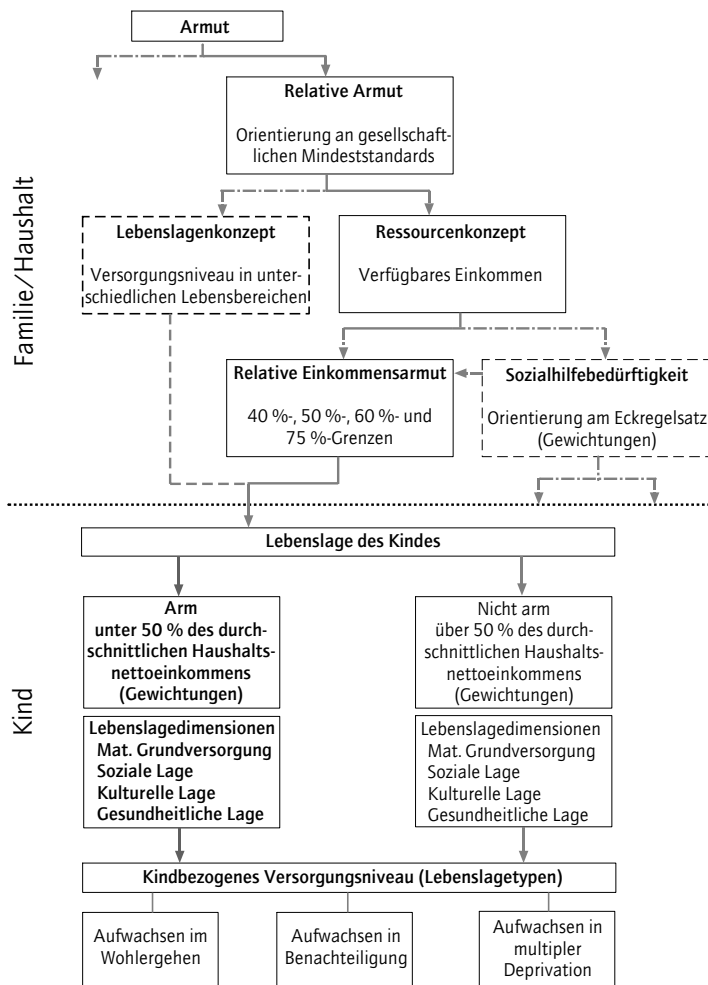 Armut
Relative Armut
Orientierung an gesellschaft-
lichen Mindeststandards
Familie/Haushalt
Lebenslagenkonzept
Versorgungsniveau in unter-
schiedlichen Lebensbereichen
Ressourcenkonzept
Verfügbares Einkommen
Relative Einkommensarmut
40 %-, 50 %-, 60 %- und
75 %-Grenzen
Sozialhilfebedürftigkeit
Orientierung am Eckregelsatz
(Gewichtungen)
Kind
Lebenslage des Kindes
Arm
unter 50 % des durch-
schnittlichen Haushalts-
nettoeinkommens
(Gewichtungen)
Nicht arm
über 50 % des durch-
schnittlichen Haushalts-
nettoeinkommens
(Gewichtungen)
Lebenslagedimensionen
Mat. Grundversorgung
Soziale Lage
Kulturelle Lage
Gesundheitliche Lage
Lebenslagedimensionen
Mat. Grundversorgung
Soziale Lage
Kulturelle Lage
Gesundheitliche Lage
Kindbezogenes Versorgungsniveau (Lebenslagetypen)
Aufwachsen im
Wohlergehen
Aufwachsen in
Benachteiligung
Aufwachsen in
multipler
Deprivation